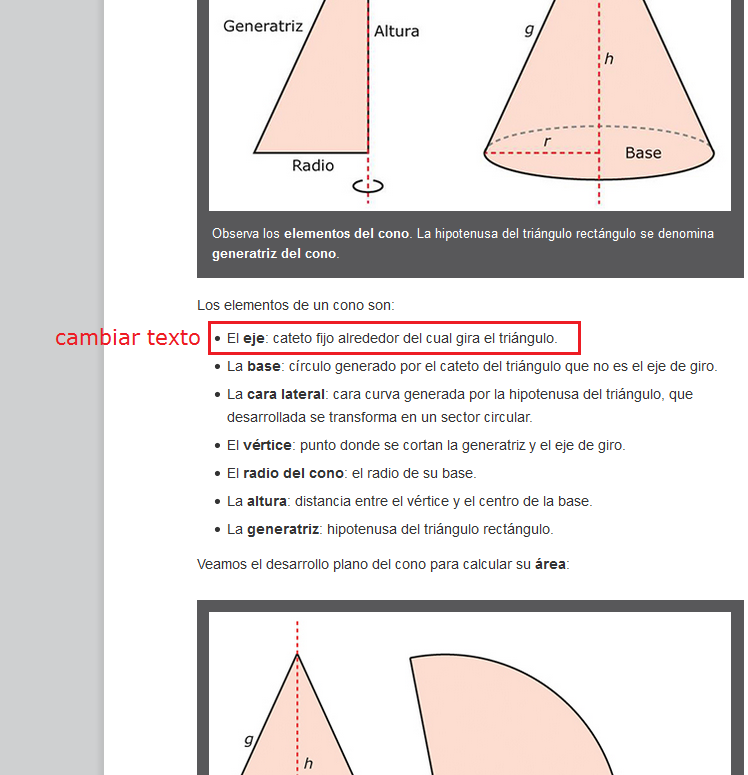 Generatriz
Altura
Radio
g
h
r
Base
Observa los elementos del cono. La hipotenusa del triángulo rectángulo se denomina
generatriz del cono.
Los elementos de un cono son:
cambiar texto
• El eje: cateto fijo alrededor del cual gira el triángulo.
• La base: círculo generado por el cateto del triángulo que no es el eje de giro.
• La cara lateral: cara curva generada por la hipotenusa del triángulo, que
desarrollada se transforma en un sector circular.
• El vértice: punto donde se cortan la generatriz y el eje de giro.
• El radio del cono: el radio de su base.
• La altura: distancia entre el vértice y el centro de la base.
• La generatriz: hipotenusa del triángulo rectángulo.
Veamos el desarrollo plano del cono para calcular su área:
g
h